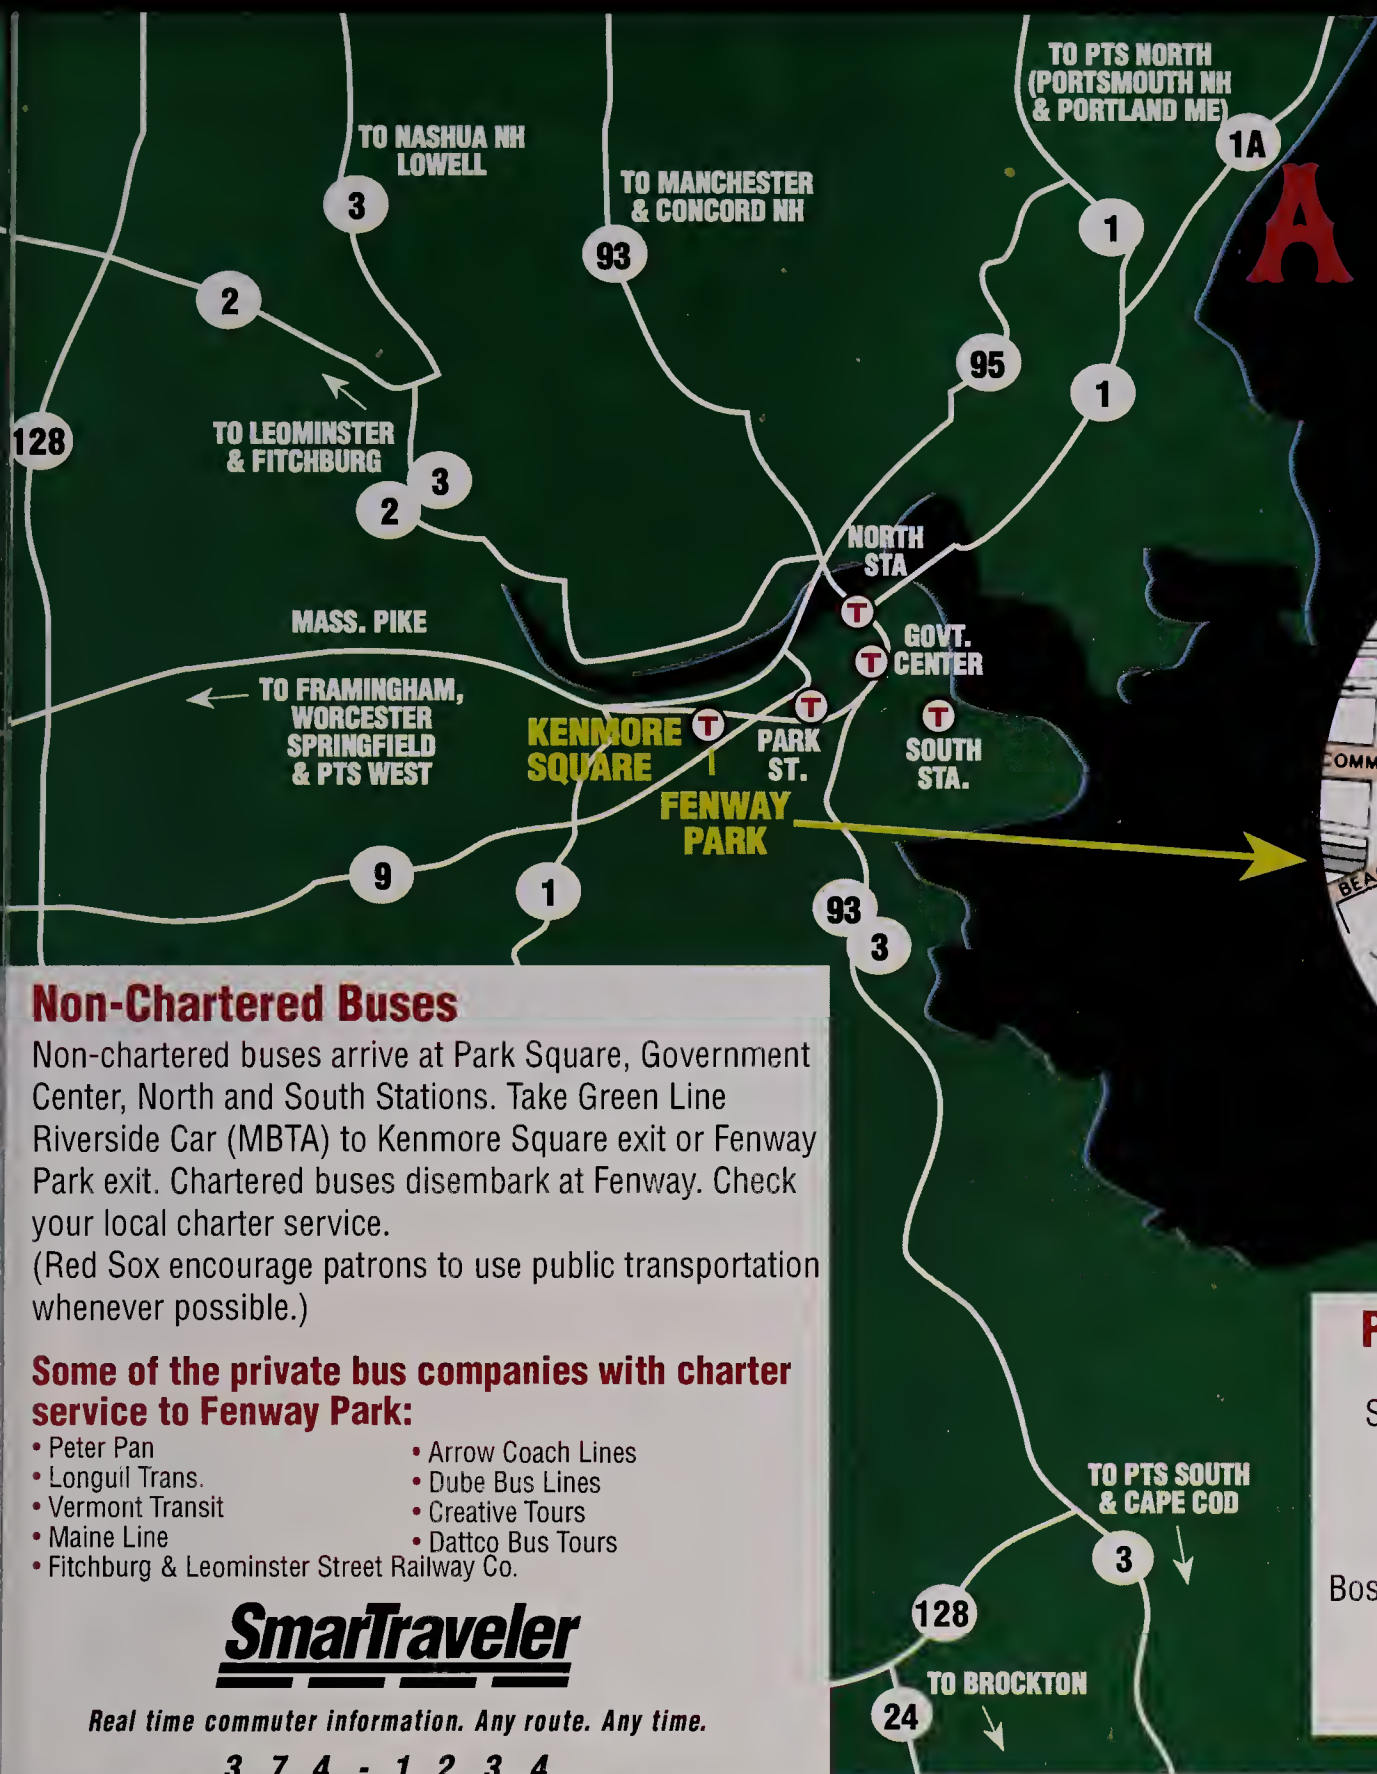 TO PTS NORTH
(PORTSMOUTH NH
& PORTLAND ME)
1A
A
TO NASHUA NH
LOWELL
3
TO MANCHESTER
& CONCORD NH
93
1
2
95
1
128
TO LEOMINSTER
& FITCHBURG
3
2
NORTH
STA
T
MASS. PIKE
GOVT.
T CENTER
TO FRAMINGHAM,
WORCESTER
SPRINGFIELD
& PTS WEST
KENMORE
SQUARE
T
T
PARK
ST.
T
SOUTH
STA.
FENWAY
PARK
COMM
BEA
9
1
93
3
Non-Chartered Buses
Non-chartered buses arrive at Park Square, Government
Center, North and South Stations. Take Green Line
Riverside Car (MBTA) to Kenmore Square exit or Fenway
Park exit. Chartered buses disembark at Fenway. Check
your local charter service.
(Red Sox encourage patrons to use public transportation
whenever possible.)
Some of the private bus companies with charter
service to Fenway Park:
• Peter Pan
• Longuil Trans.
• Vermont Transit
• Maine Line
• Fitchburg & Leominster Street Railway Co.
• Arrow Coach Lines
• Dube Bus Lines
• Creative Tours
• Dattco Bus Tours
SmarTraveler
Real time commuter information. Any route. Any time.
374-1234
TO PTS SOUTH
& CAPE COD
3
128
TO BROCKTON
24
P
S
Bos